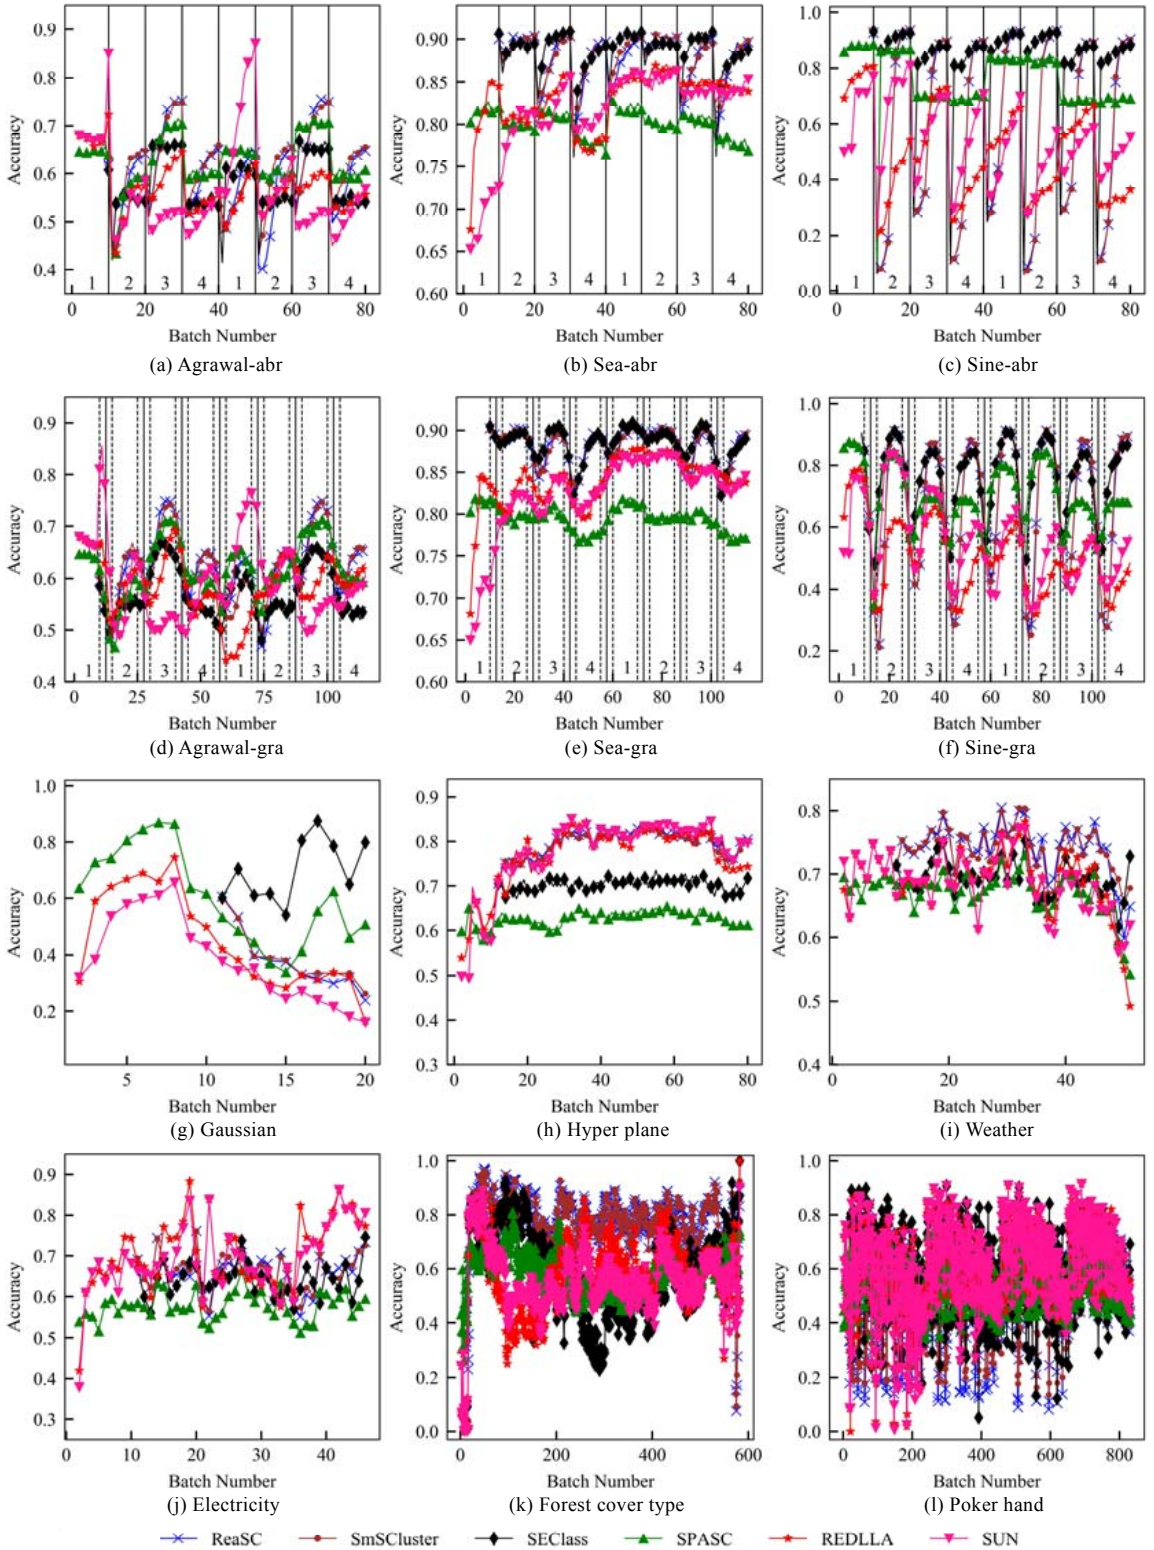 0.9
0.8
0.7
0.6
0.5
0.4
Accuracy
1 2 3 4 1 2 3 4
0 20 40 60 80
Batch Number
(a) Agrawal-abr
0.90
0.85
0.80
0.75
0.70
0.65
0.60
Accuracy
1 2 3 4 1 2 3 4
0 20 40 60 80
Batch Number
(b) Sea-abr
1.0
0.8
0.6
0.4
0.2
0.0
Accuracy
1 2 3 4 1 2 3 4
0 20 40 60 80
Batch Number
(c) Sine-abr
0.9
0.8
0.7
0.6
0.5
0.4
Accuracy
1 2 3 4 1 2 3 4
0 25 50 75 100
Batch Number
(d) Agrawal-gra
0.90
0.85
0.80
0.75
0.70
0.65
0.60
Accuracy
1 2 3 4 1 2 3 4
0 20 40 60 80 100
Batch Number
(e) Sea-gra
1.0
0.8
0.6
0.4
0.2
Accuracy
1 2 3 4 1 2 3 4
0 20 40 60 80 100
Batch Number
(f) Sine-gra
1.0
0.8
0.6
0.4
0.2
Accuracy
5 10 15 20
Batch Number
(g) Gaussian
0.9
0.8
0.7
0.6
0.5
0.4
0.3
Accuracy
0 20 40 60 80
Batch Number
(h) Hyper plane
0.8
0.7
0.6
0.5
0.4
Accuracy
0 20 40
Batch Number
(i) Weather
0.9
0.8
0.7
0.6
0.5
0.4
0.3
Accuracy
0 10 20 30 40
Batch Number
(j) Electricity
1.0
0.8
0.6
0.4
0.2
0.0
Accuracy
0 200 400 600
Batch Number
(k) Forest cover type
1.0
0.8
0.6
0.4
0.2
0.0
Accuracy
0 200 400 600 800
Batch Number
(l) Poker hand
ReaSC SmSCluster SEClass SPASC REDLLA SUN